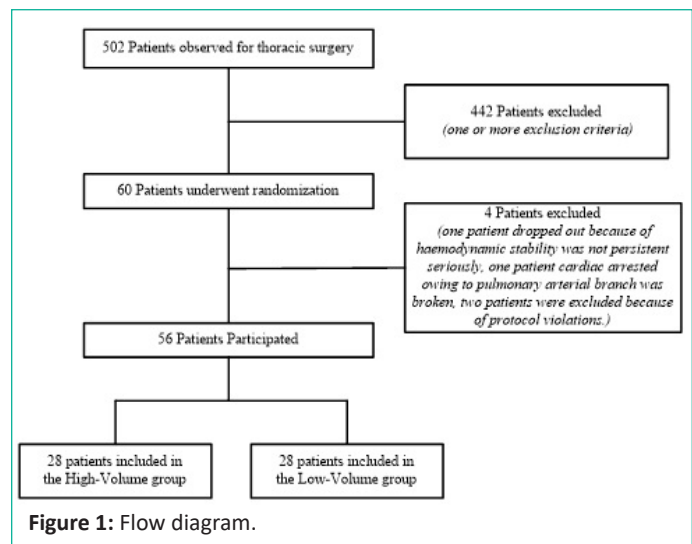 502 Patients observed for thoracic surgery
442 Patients excluded
(one or more exclusion criteria)
60 Patients underwent randomization
4 Patients excluded
(one patient dropped out because of
haemodynamic stability was not persistent
seriously, one patient cardiac arrested
owing to pulmonary arterial branch was
broken, two patients were excluded because
of protocol violations.)
56 Patients Participated
28 patients included in
the High-Volume group
28 patients included in
the Low-Volume group
Figure 1: Flow diagram.